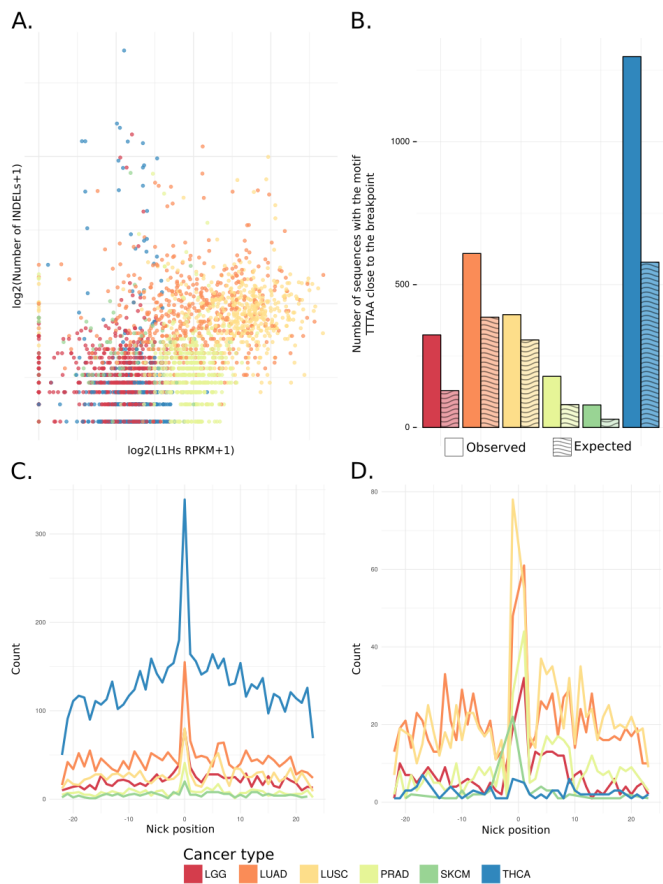 A.
log2(Number of INDELs+1)
log2(L1Hs RPKM+1)
B.
Number of sequences with the motif
TTTAA close to the breakpoint
1000
500
0
Observed
Expected
C.
Count
300
200
100
0
-20
-10
0
10
20
Nick position
D.
Count
80
60
40
20
0
-20
-10
0
10
20
Nick position
Cancer type
LGG
LUAD
LUSC
PRAD
SKCM
THCA